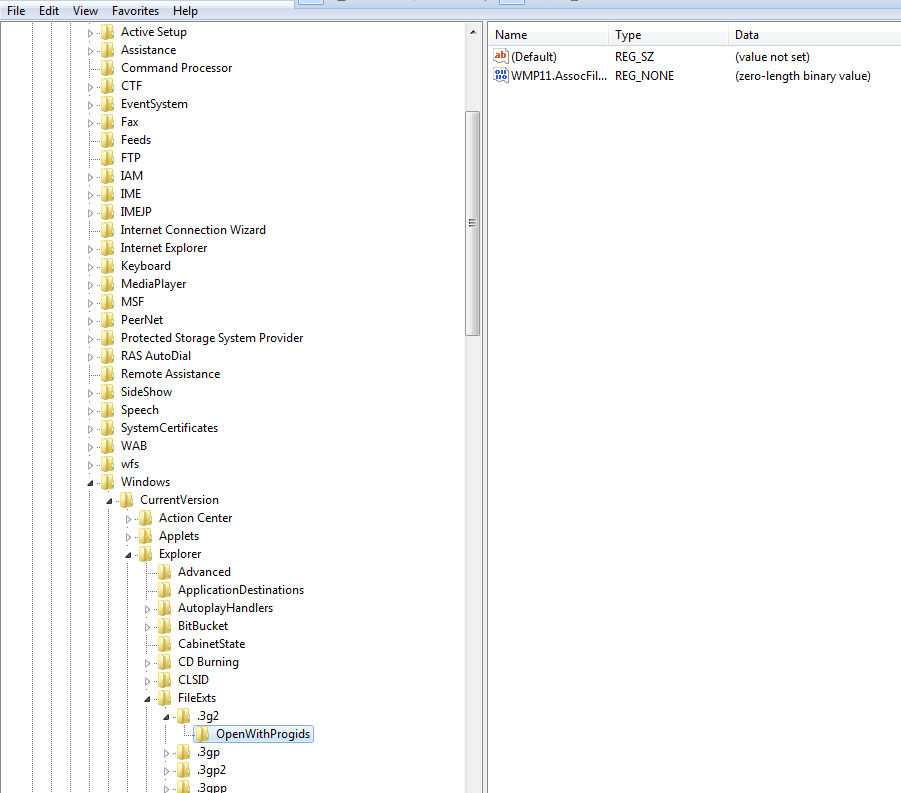 File Edit View Favorites Help
Active Setup
Assistance
Command Processor
CTF
EventSystem
Fax
Feeds
FTP
IAM
IME
IMEJP
Internet Connection Wizard
Internet Explorer
Keyboard
MediaPlayer
MSF
PeerNet
Protected Storage System Provider
RAS AutoDial
Remote Assistance
SideShow
Speech
SystemCertificates
WAB
wfs
Windows
CurrentVersion
Action Center
Applets
Explorer
Advanced
ApplicationDestinations
AutoplayHandlers
BitBucket
CabinetState
CD Burning
CLSID
FileExts
.3g2
OpenWithProgids
.3gp
.3gp2
.3gpp
Name Type Data
(Default) REG_SZ (value not set)
WMP11.AssocFil... REG_NONE (zero-length binary value)